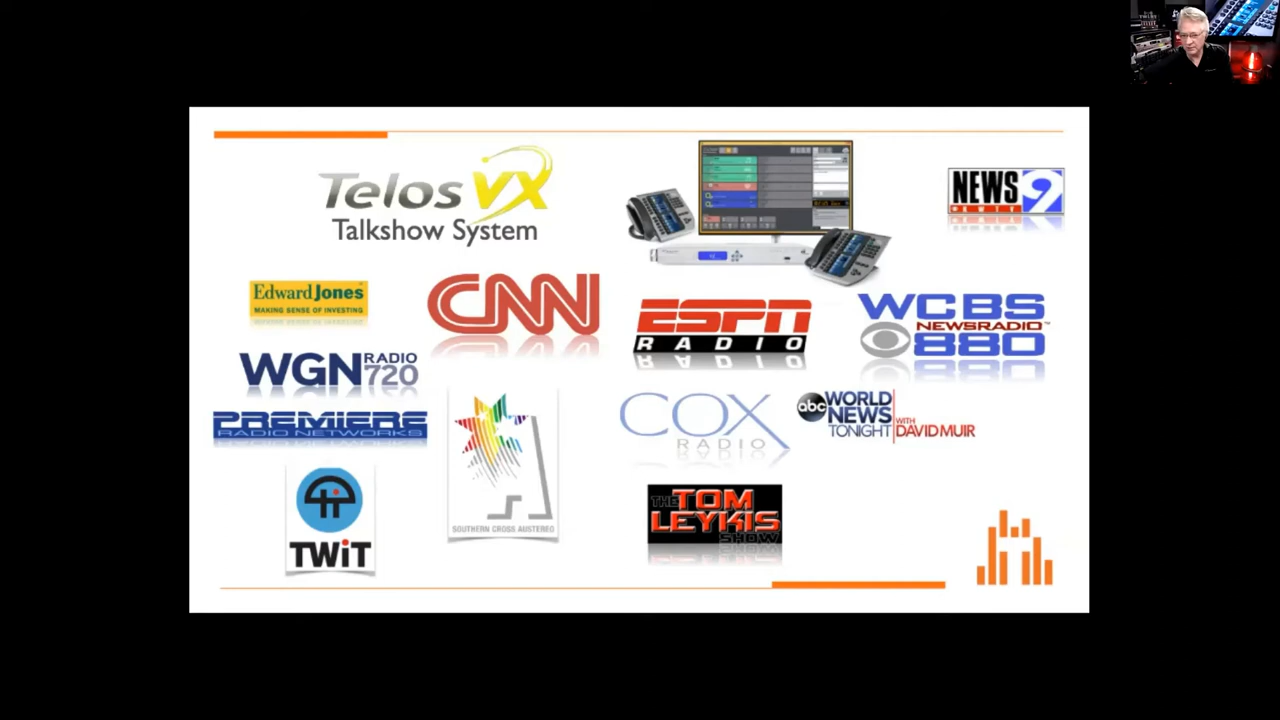 Telos VX
Talkshow System
NEWS 9
KWTV
Edward Jones
MAKING SENSE OF INVESTING
CNN
ESPN
RADIO
WCBS
NEWSRADIO™
880
WGN RADIO
720
PREMIERE
RADIO NETWORKS
SOUTHERN CROSS AUSTEREO
COX
RADIO
abc WORLD
NEWS WITH
TONIGHT DAVID MUIR
TWiT
THE TOM
LEYKIS
SHOW